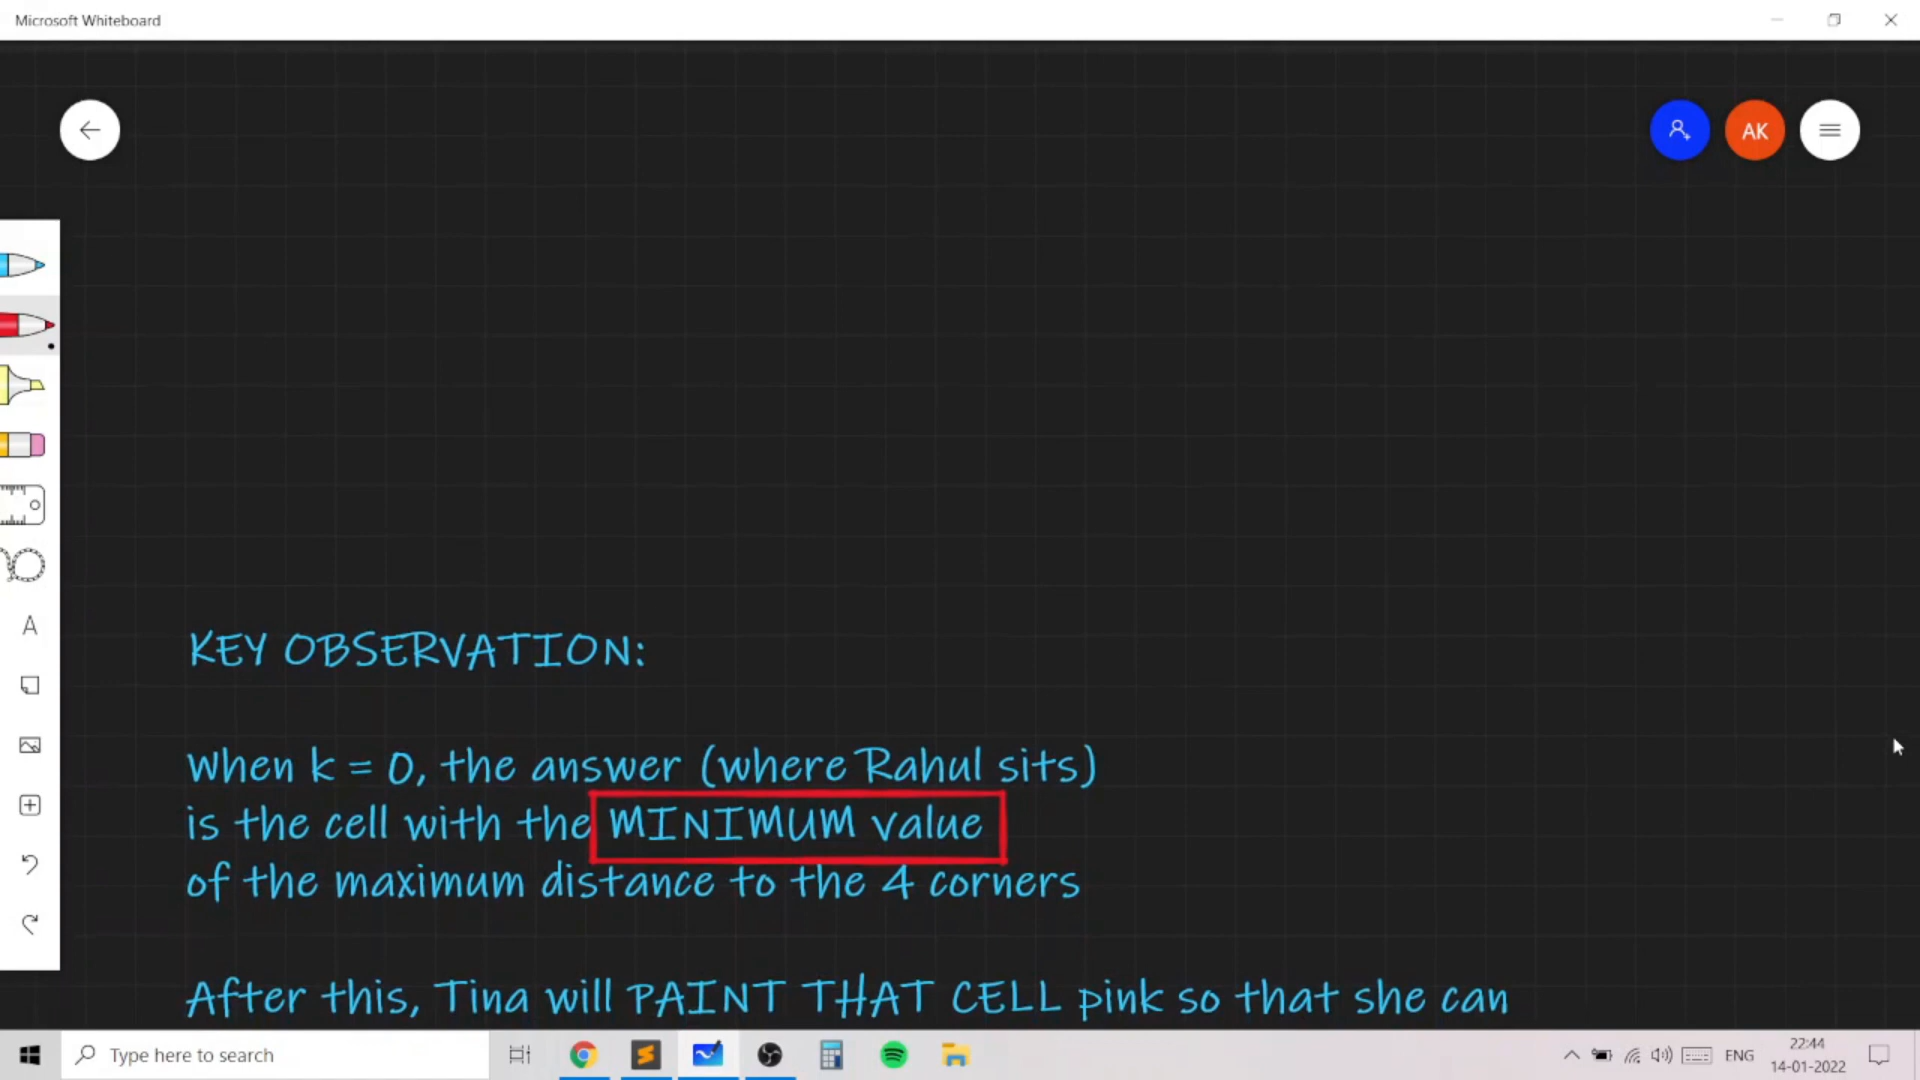 Microsoft Whiteboard
AK
A
KEY OBSERVATION:
When k = 0, the answer (where Rahul sits)
is the cell with the MINIMUM value
of the maximum distance to the 4 corners
After this, Tina will PAINT THAT CELL pink so that she can
Type here to search
ENG
22:44
14-01-2022